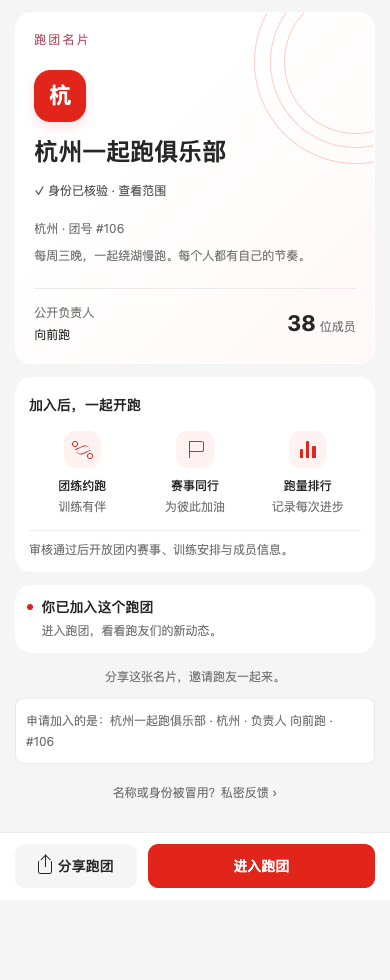 跑团名片
杭
杭州一起跑俱乐部
✓ 身份已核验 · 查看范围
杭州 · 团号 #106
每周三晚，一起绕湖慢跑。每个人都有自己的节奏。
公开负责人
向前跑
38 位成员
加入后，一起开跑
团练约跑
训练有伴
赛事同行
为彼此加油
跑量排行
记录每次进步
审核通过后开放团内赛事、训练安排与成员信息。
你已加入这个跑团
进入跑团，看看跑友们的新动态。
分享这张名片，邀请跑友一起来。
申请加入的是：杭州一起跑俱乐部 · 杭州 · 负责人 向前跑 ·
#106
名称或身份被冒用？私密反馈 ›
分享跑团
进入跑团